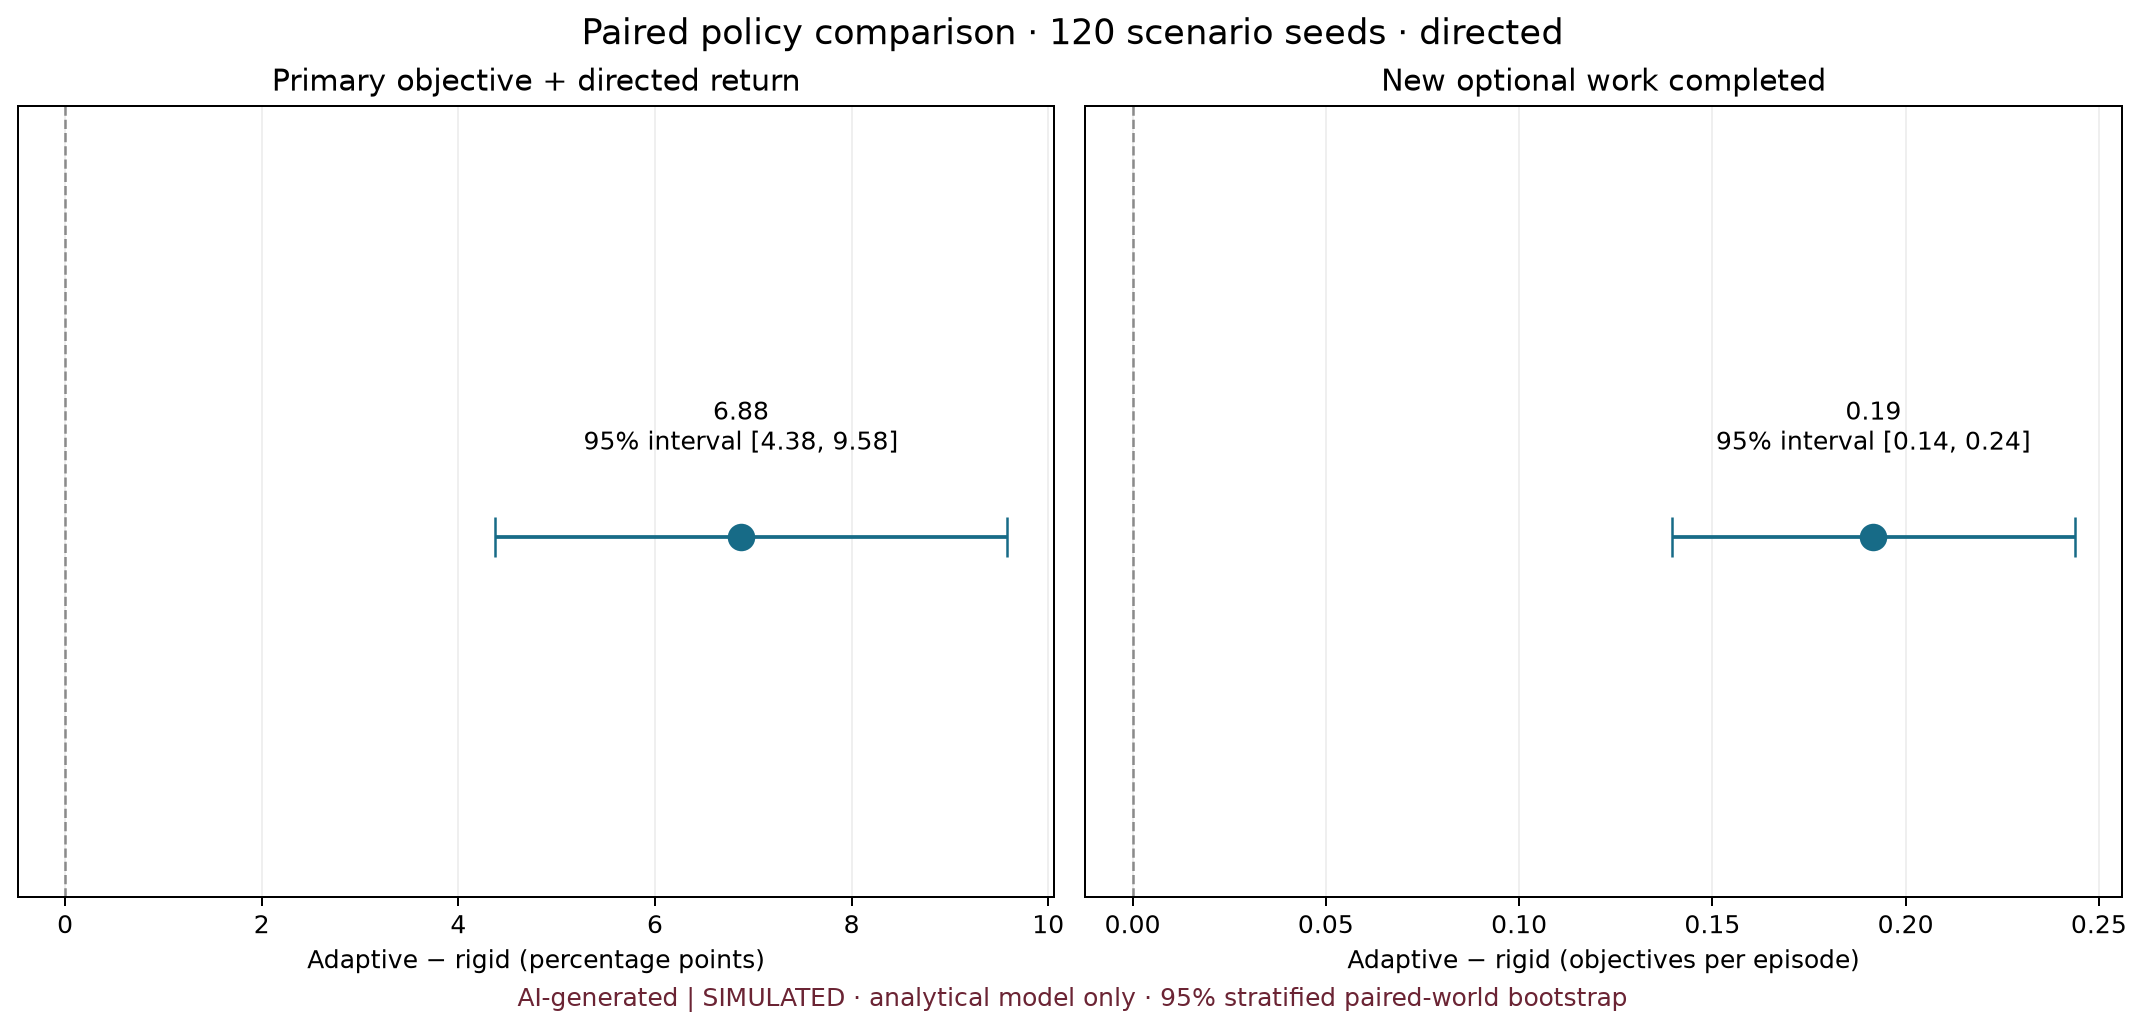 Paired policy comparison · 120 scenario seeds · directed
Primary objective + directed return
6.88
95% interval [4.38, 9.58]
0 2 4 6 8 10
Adaptive − rigid (percentage points)
New optional work completed
0.19
95% interval [0.14, 0.24]
0.00 0.05 0.10 0.15 0.20 0.25
Adaptive − rigid (objectives per episode)
AI-generated | SIMULATED · analytical model only · 95% stratified paired-world bootstrap